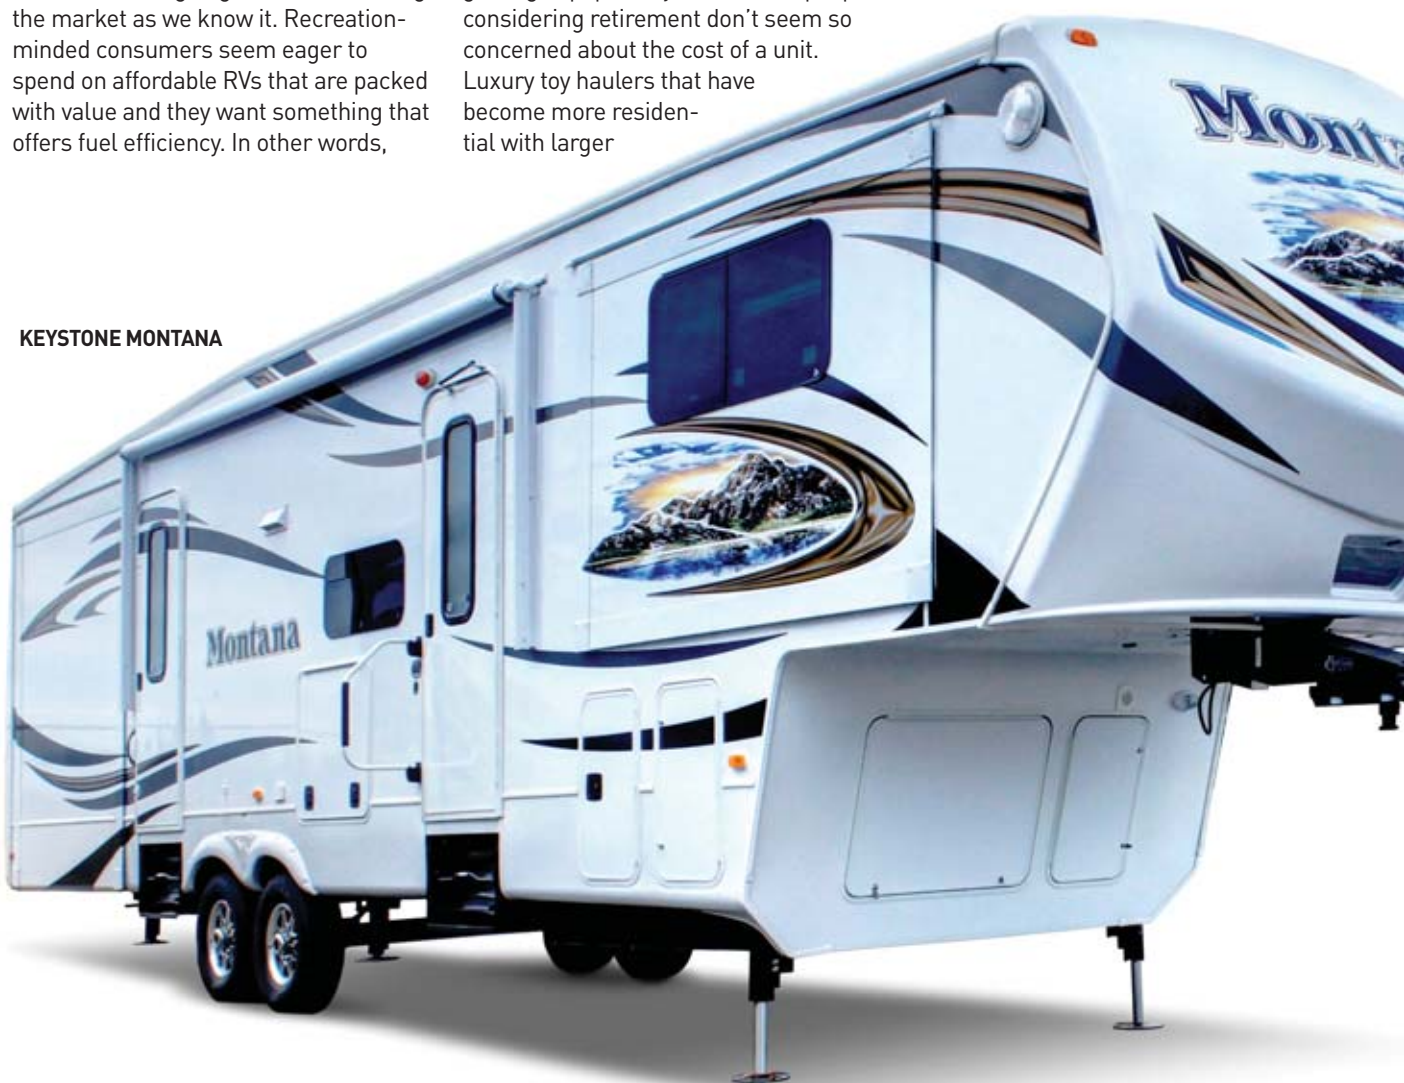 the market as we know it. Recreation-
minded consumers seem eager to
spend on affordable RVs that are packed
with value and they want something that
offers fuel efficiency. In other words,
considering retirement don't seem so
concerned about the cost of a unit.
Luxury toy haulers that have
become more residen-
tial with larger
KEYSTONE MONTANA
Monta
Montana